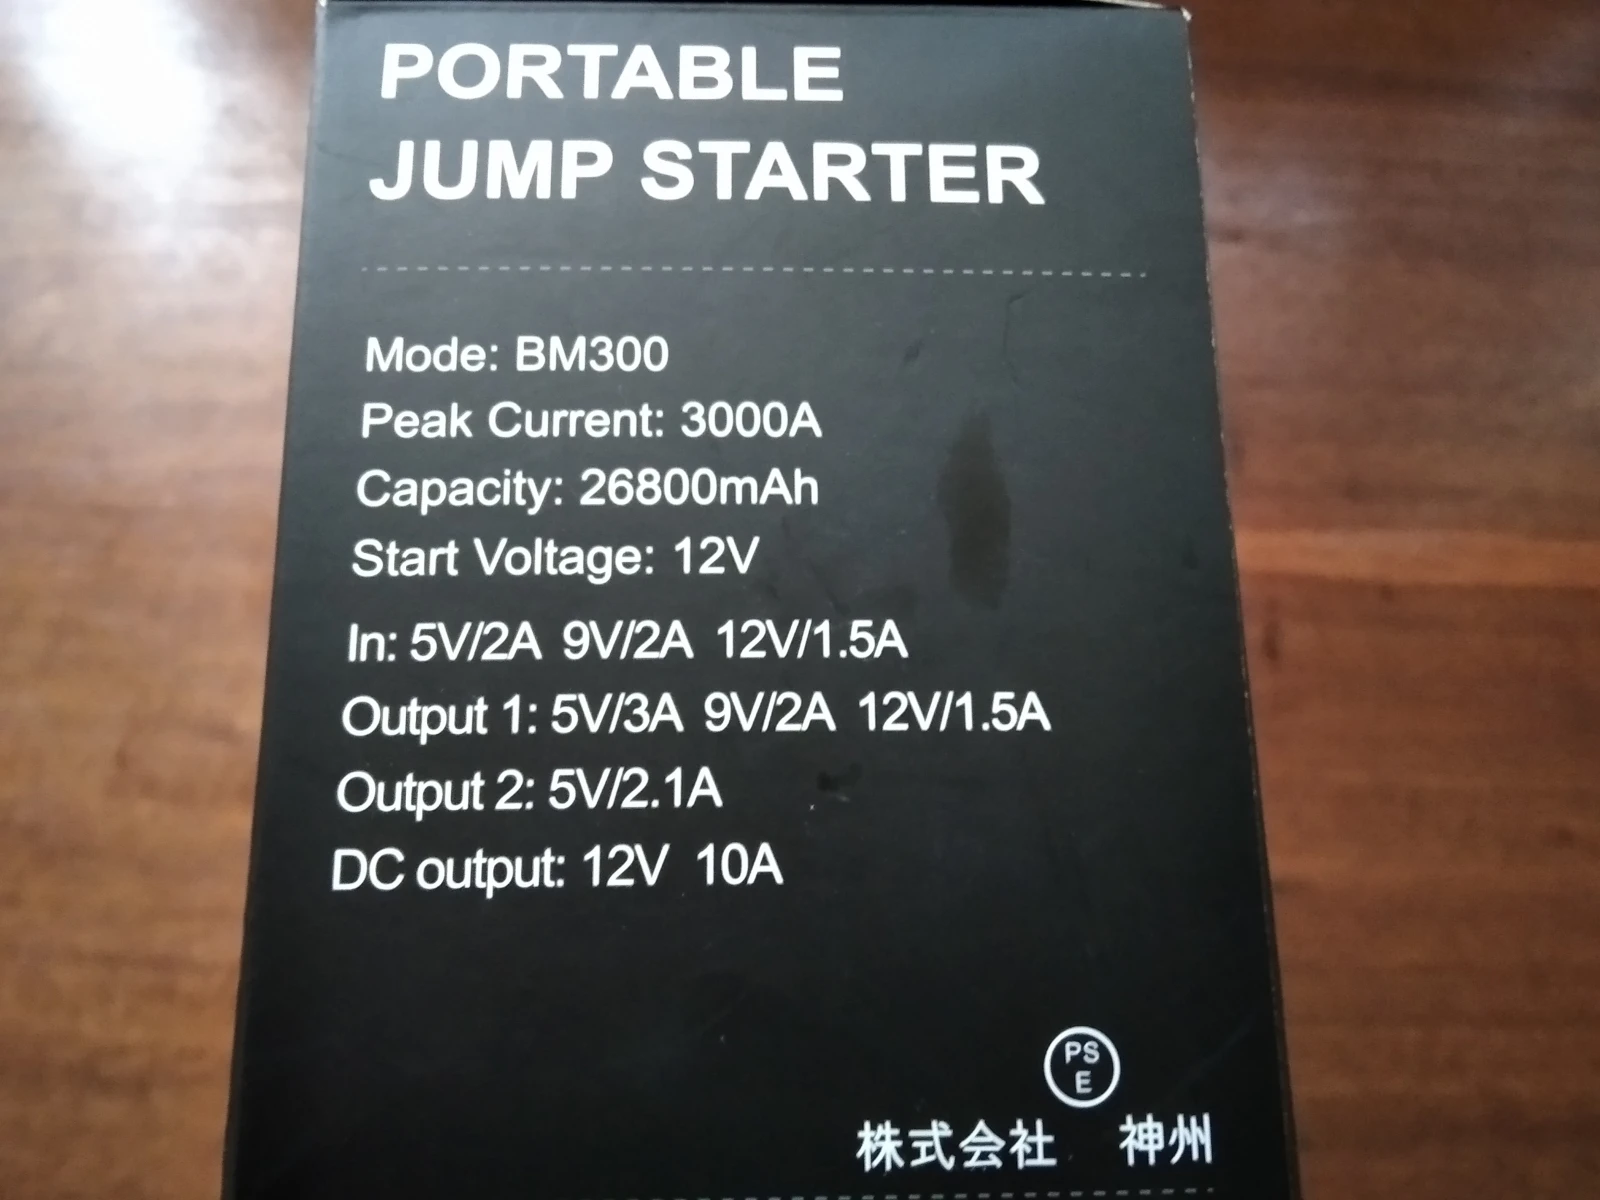 PORTABLE
JUMP STARTER
Mode: BM300
Peak Current: 3000A
Capacity: 26800mAh
Start Voltage: 12V
In: 5V/2A 9V/2A 12V/1.5A
Output 1: 5V/3A 9V/2A 12V/1.5A
Output 2: 5V/2.1A
DC output: 12V 10A
PS
E
株式会社 神州